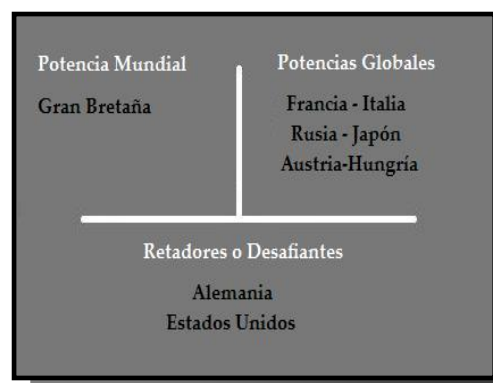 Potencia Mundial
Gran Bretaña
Potencias Globales
Francia - Italia
Rusia - Japón
Austria-Hungría
Retadores o Desafiantes
Alemania
Estados Unidos